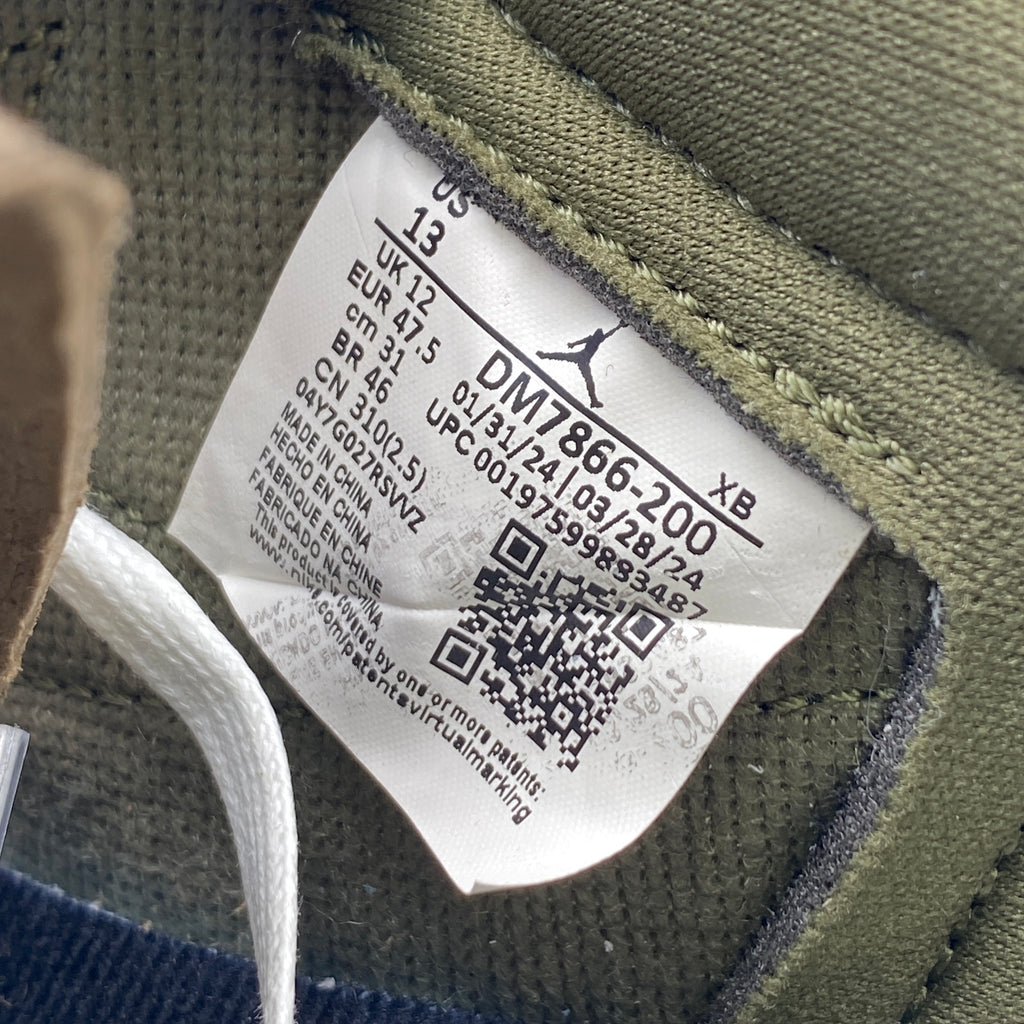 US
13
UK 12
EUR 47.5
cm 31
BR 46
CN 310(2.5)
04Y7G027RSVVZ
MADE IN CHINA
HECHO EN CHINA
FABRIQUE EN CHINE
FABRICADO NA CHINA
This product is covered by one or more patents:
www.nike.com/patentsvirtualmarking
XB
DM7866-200
01/31/24|03/28/24
UPC 00197599883487